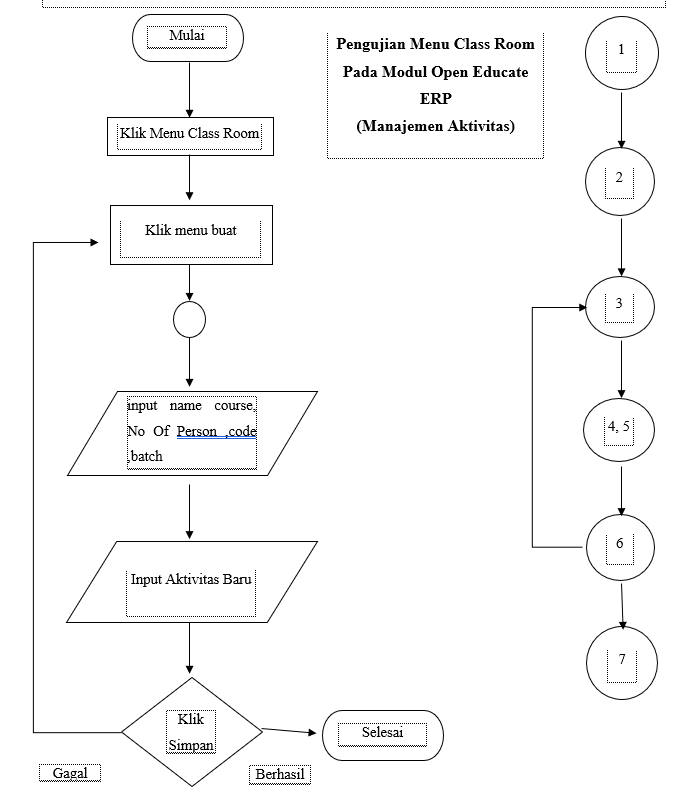 Mulai
Klik Menu Class Room
Klik menu buat
input name course,
No Of Person ,code
,batch
Input Aktivitas Baru
Klik
Simpan
Selesai
Gagal
Berhasil
Pengujian Menu Class Room
Pada Modul Open Educate
ERP
(Manajemen Aktivitas)
1
2
3
4, 5
6
7